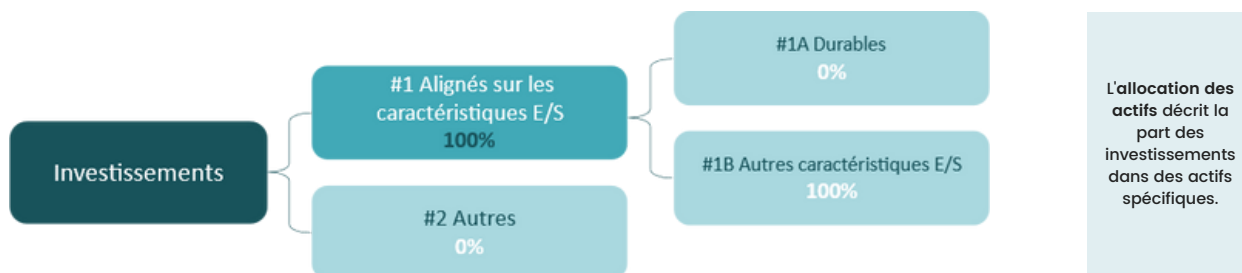 Investissements
#1 Alignés sur les
caractéristiques E/S
100%
#2 Autres
0%
#1A Durables
0%
#1B Autres caractéristiques E/S
100%
L'allocation des
actifs décrit la
part des
investissements
dans des actifs
spécifiques.